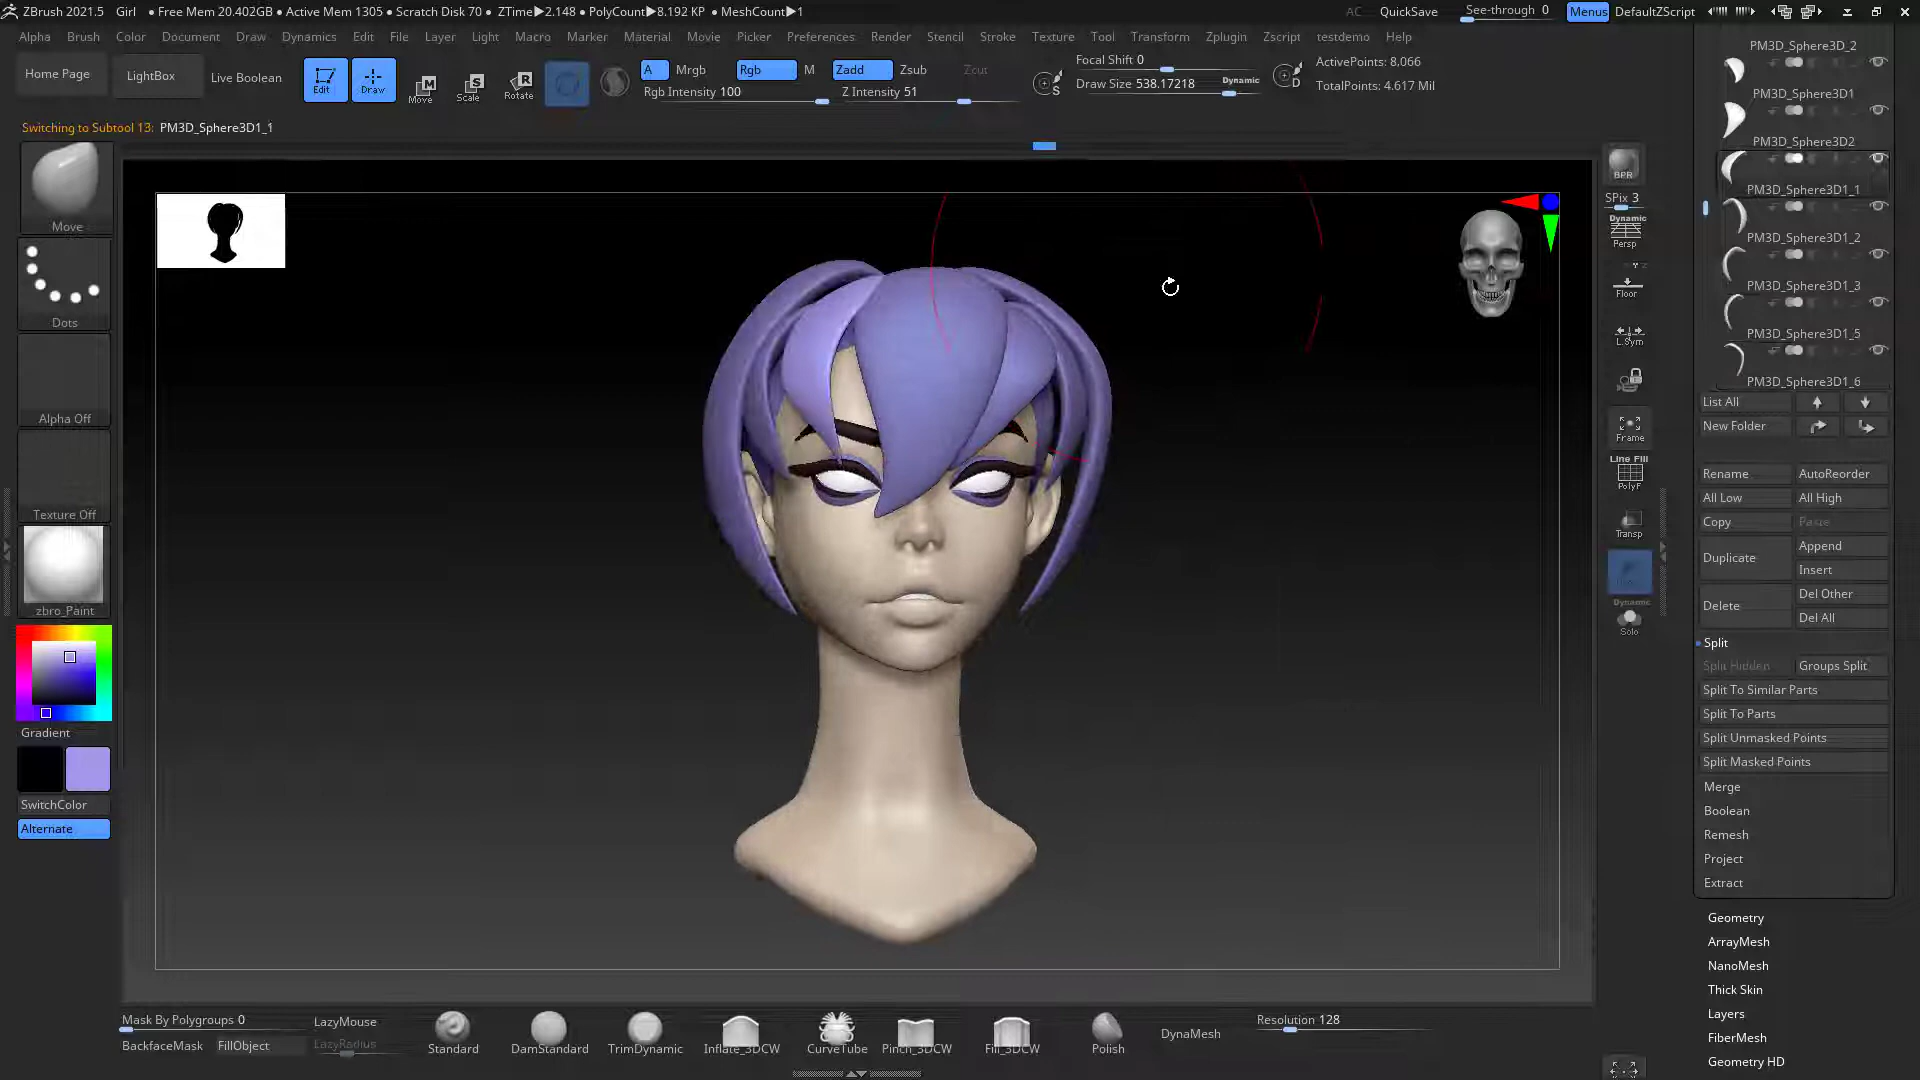 ZBrush 2021.5 Girl • Free Mem 20.402GB • Active Mem 1305 • Scratch Disk 70 • ZTime▶2.148 • PolyCount▶8.192 KP • MeshCount▶1 AC QuickSave See-through 0 Menus DefaultZScript
Alpha Brush Color Document Draw Dynamics Edit File Layer Light Macro Marker Material Movie Picker Preferences Render Stencil Stroke Texture Tool Transform Zplugin Zscript testdemo Help
Home Page LightBox Live Boolean Edit Draw Move Scale Rotate
A Mrgb Rgb M Zadd Zsub Zcut
Rgb Intensity 100 Z Intensity 51
Focal Shift 0
Draw Size 538.17218 Dynamic
ActivePoints: 8.066
TotalPoints: 4.617 Mil
Switching to Subtool 13: PM3D_Sphere3D1_1
Move
Dots
Alpha Off
Texture Off
zbro_Paint
Gradient
SwitchColor
Alternate
BPR
SPix 3
Dynamic
Persp
Floor
L.Sym
Frame
Line Fill
PolyF
Transp
Dynamic
Solo
PM3D_Sphere3D_2
PM3D_Sphere3D1
PM3D_Sphere3D2
PM3D_Sphere3D1_1
PM3D_Sphere3D1_2
PM3D_Sphere3D1_3
PM3D_Sphere3D1_5
PM3D_Sphere3D1_6
List All
New Folder
Rename AutoReorder
All Low All High
Copy Paste
Duplicate Append
Insert
Delete Del Other
Del All
Split
Split Hidden Groups Split
Split To Similar Parts
Split To Parts
Split Unmasked Points
Split Masked Points
Merge
Boolean
Remesh
Project
Extract
Geometry
ArrayMesh
NanoMesh
Thick Skin
Layers
FiberMesh
Geometry HD
Mask By Polygroups 0 LazyMouse
BackfaceMask FillObject LazyRadius
Standard DamStandard TrimDynamic Inflate_3DCW CurveTube Pinch_3DCW Fill_3DCW Polish
DynaMesh Resolution 128